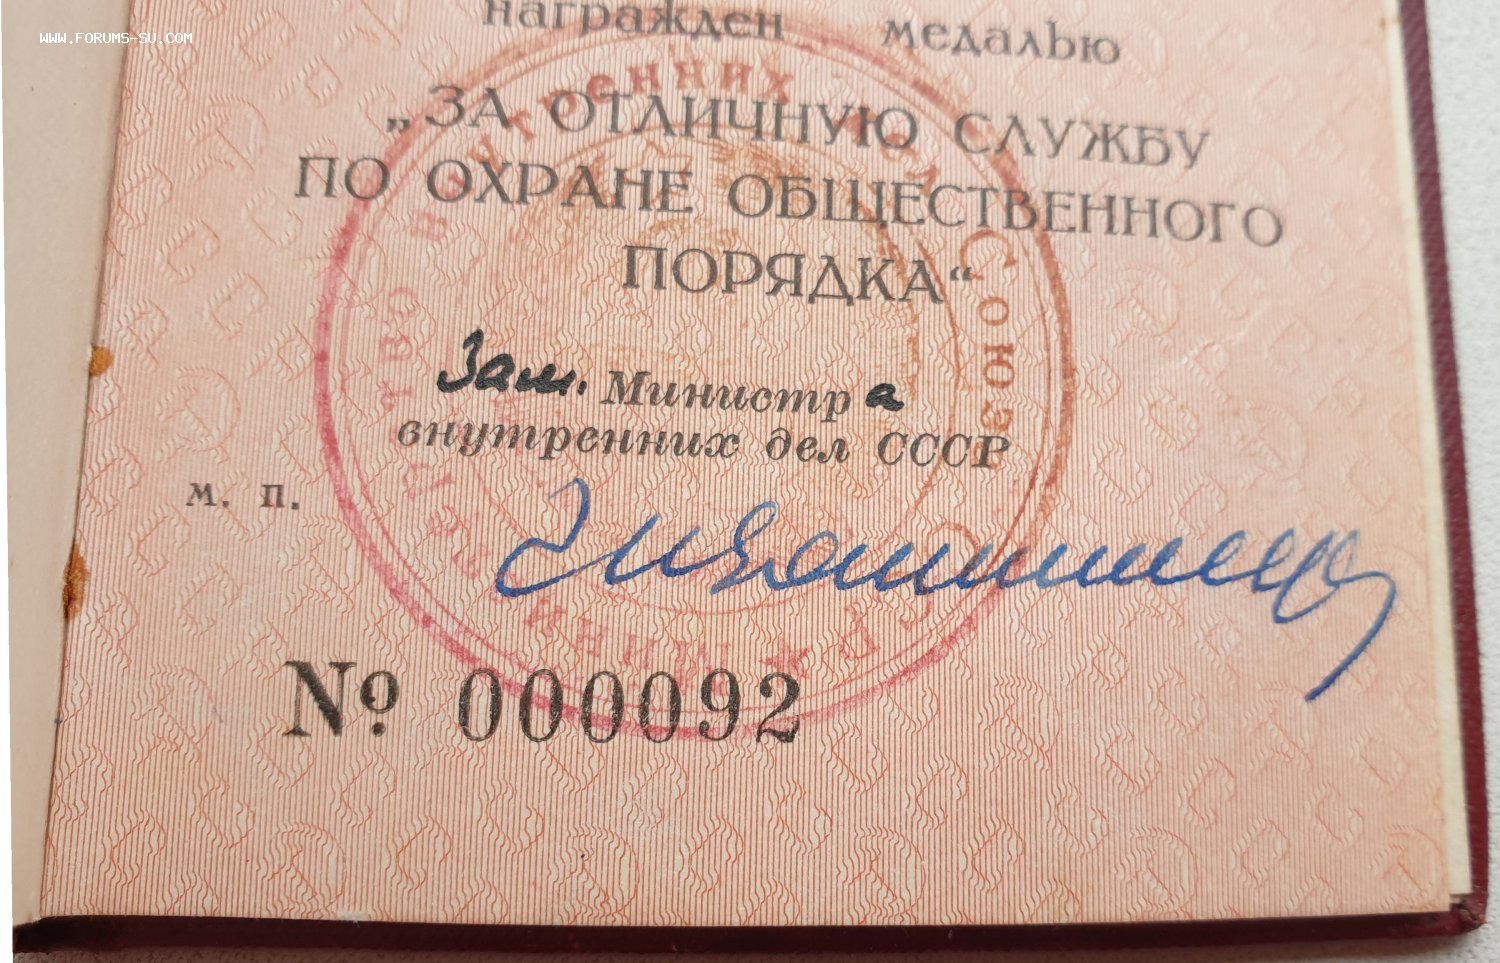 WWW.FORUMS-SU.COM
награжден медалью
„ЗА ОТЛИЧНУЮ СЛУЖБУ
ПО ОХРАНЕ ОБЩЕСТВЕННОГО
ПОРЯДКА“
Зам. Министра
внутренних дел СССР
м. п.
№ 000092